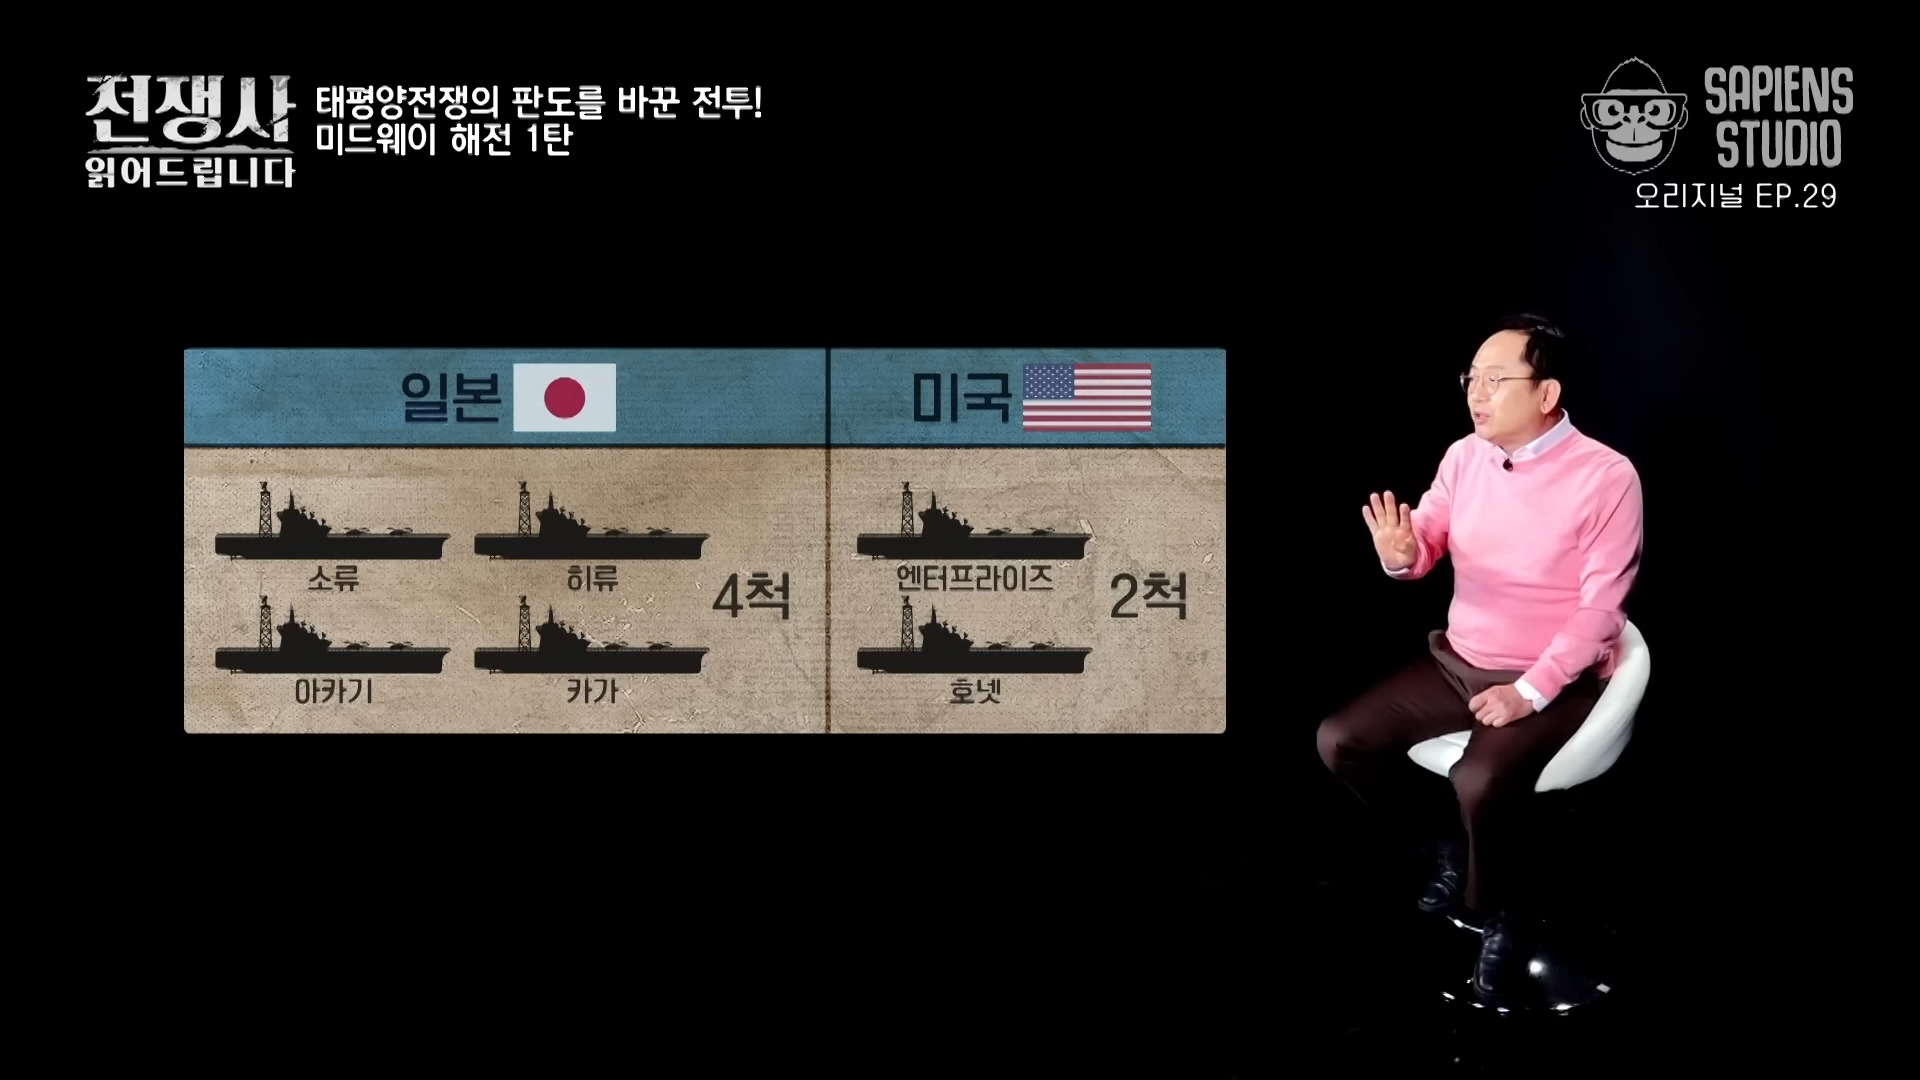 전쟁사
읽어드립니다
태평양전쟁의 판도를 바꾼 전투!
미드웨이 해전 1탄
SAPIENS
STUDIO
오리지널 EP.29
일본
미국
소류
히류
4척
아카기
카가
엔터프라이즈
2척
호넷